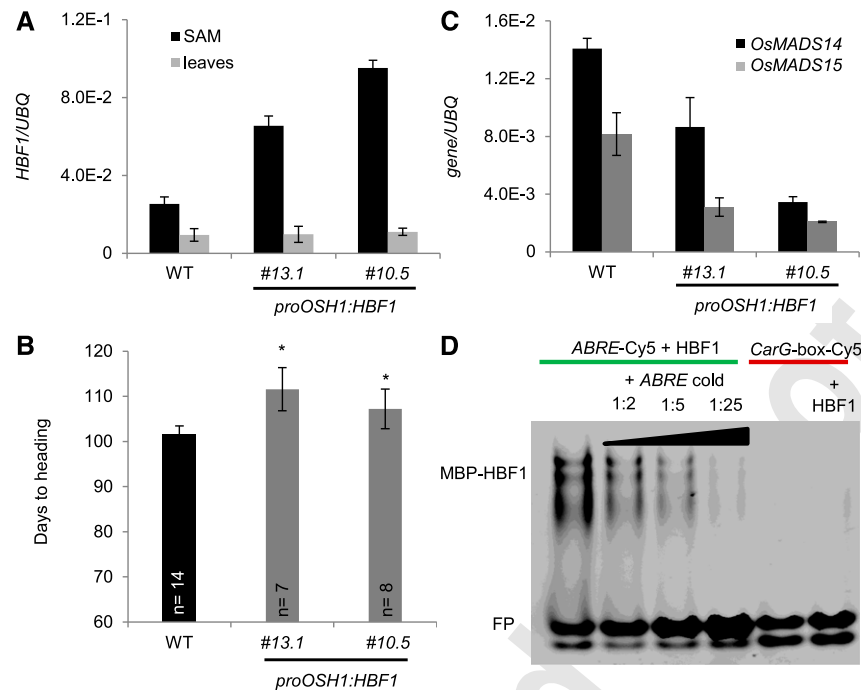 A
HBF1/UBQ
1.2E-1
8.0E-2
4.0E-2
0
SAM
leaves
WT
#13.1
#10.5
proOSH1:HBF1
C
gene/UBQ
1.6E-2
1.2E-2
8.0E-3
4.0E-3
0
OsMADS14
OsMADS15
WT
#13.1
#10.5
proOSH1:HBF1
B
Days to heading
120
110
100
90
80
70
60
*
*
n= 14
n= 7
n= 8
WT
#13.1
#10.5
proOSH1:HBF1
D
ABRE-Cy5 + HBF1
CarG-box-Cy5
+ ABRE cold
+
1:2 1:5 1:25
HBF1
MBP-HBF1
FP